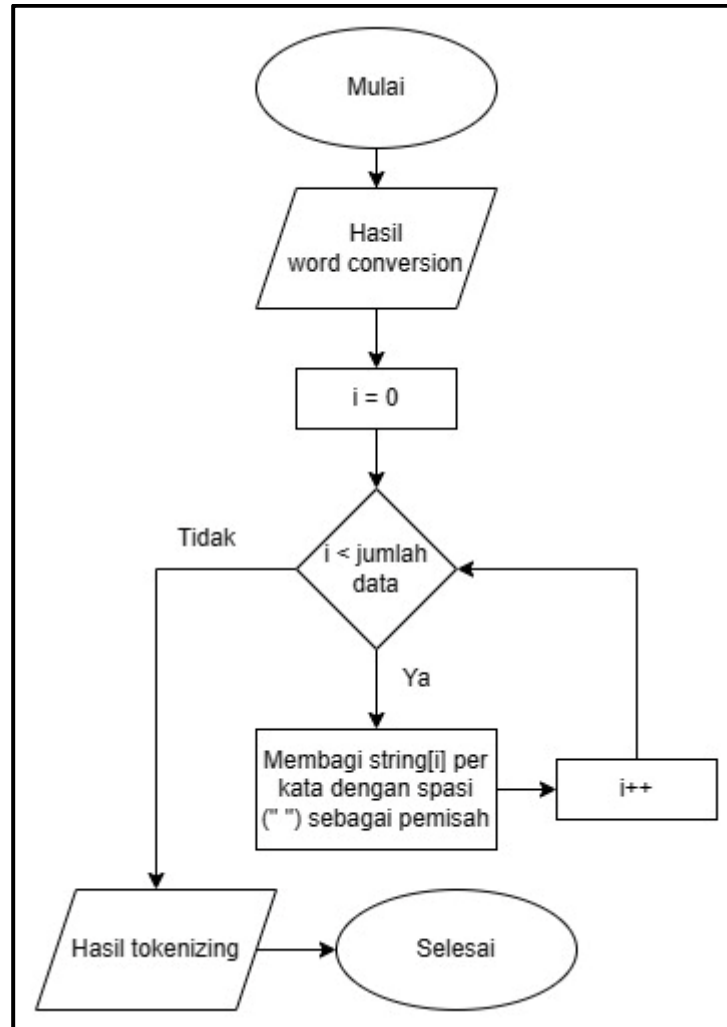 Mulai
Hasil
word conversion
i = 0
i < jumlah
data
Tidak
Ya
Membagi string[i] per
kata dengan spasi
(" ") sebagai pemisah
i++
Hasil tokenizing
Selesai